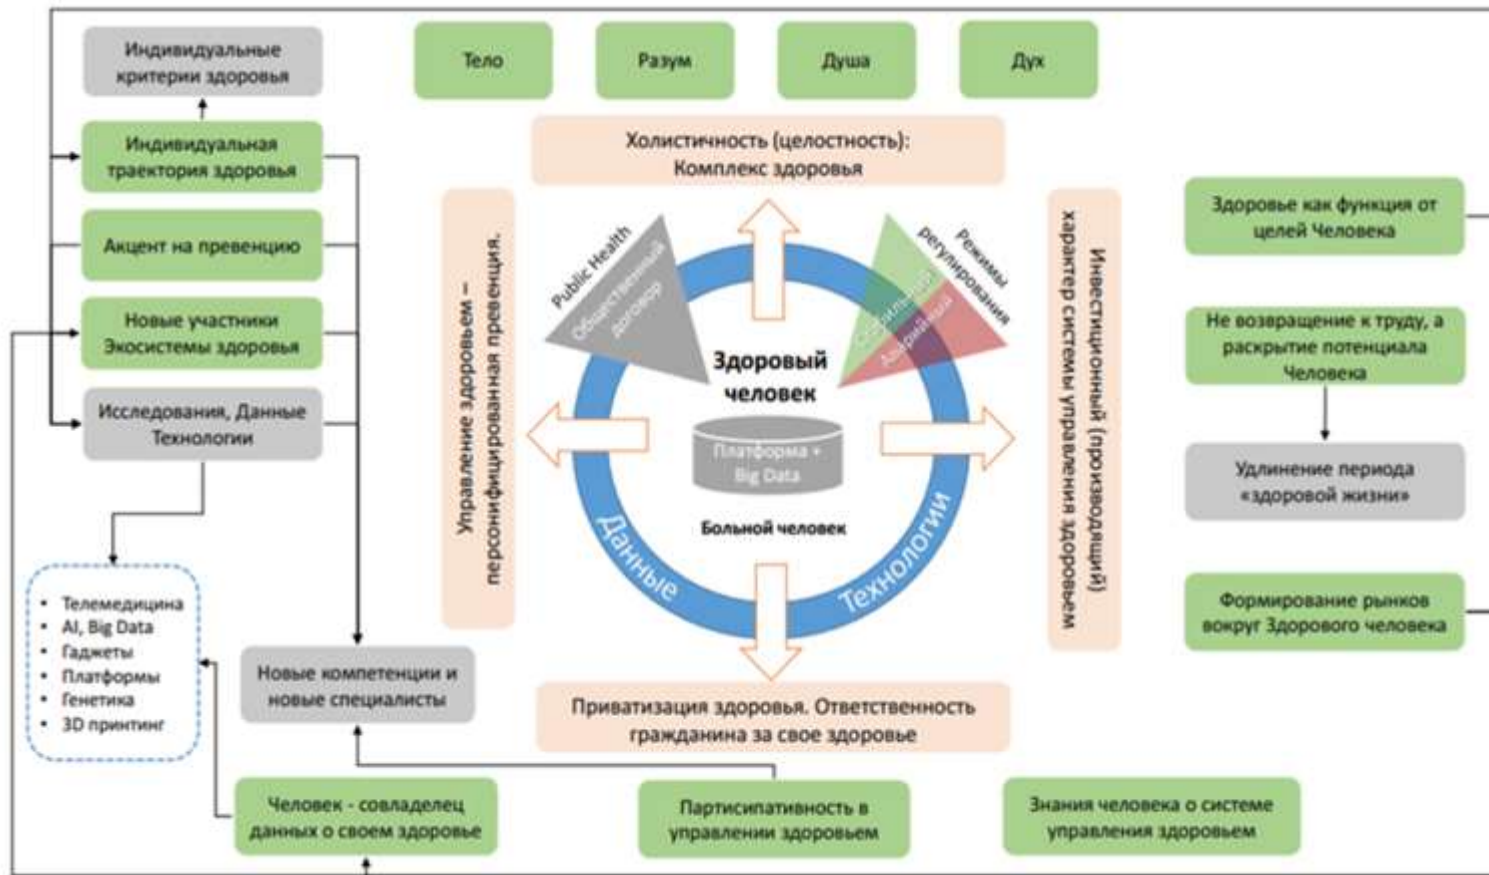 Индивидуальные
критерии здоровья
Тело
Разум
Душа
Дух
Индивидуальная
траектория здоровья
Холистичность (целостность):
Комплекс здоровья
Акцент на превенцию
Новые участники
Экосистемы здоровья
Исследования, Данные
Технологии
Управление здоровьем –
персонифицированная превенция.
Public Health
Общественный
договор
Режимы
регулирования
Стабильный
Аварийный
Здоровый
человек
Платформа +
Big Data
Больной человек
Данные
Технологии
Инвестиционный (производящий)
характер системы управления здоровьем
Здоровье как функция от
целей Человека
Не возвращение к труду, а
раскрытие потенциала
Человека
Удлинение периода
«здоровой жизни»
Формирование рынков
вокруг Здорового человека
• Телемедицина
• AI, Big Data
• Гаджеты
• Платформы
• Генетика
• 3D принтинг
Новые компетенции и
новые специалисты
Приватизация здоровья. Ответственность
гражданина за свое здоровье
Человек - совладелец
данных о своем здоровье
Партисипативность в
управлении здоровьем
Знания человека о системе
управления здоровьем